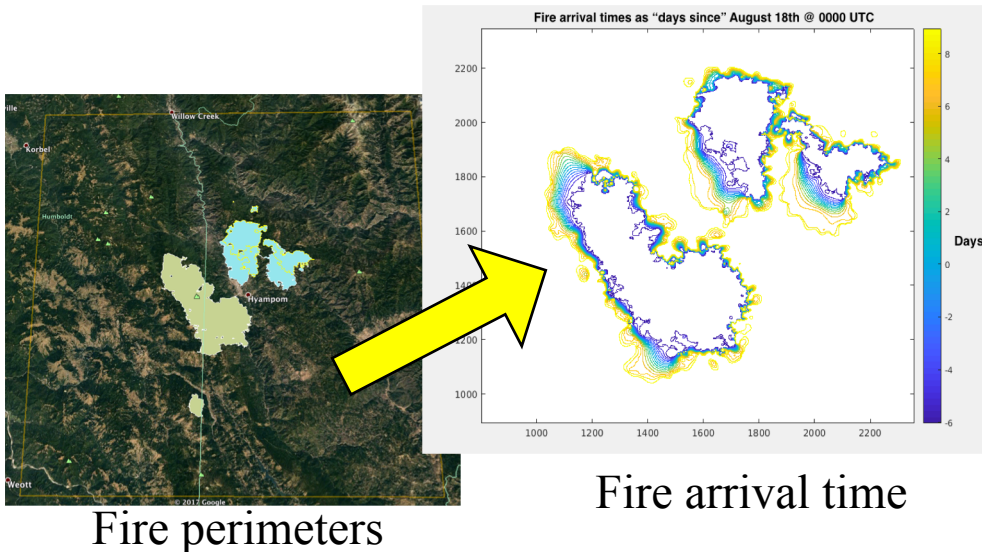 Fire arrival times as “days since” August 18th @ 0000 UTC
2200
2000
1800
1600
1400
1200
1000
1000
1200
1400
1600
1800
2000
2200
8
6
4
2
0
-2
-4
-6
Days
ville
Willow Creek
Korbel
Humboldt
Hyampom
Weott
© 2017 Google
Fire perimeters
Fire arrival time